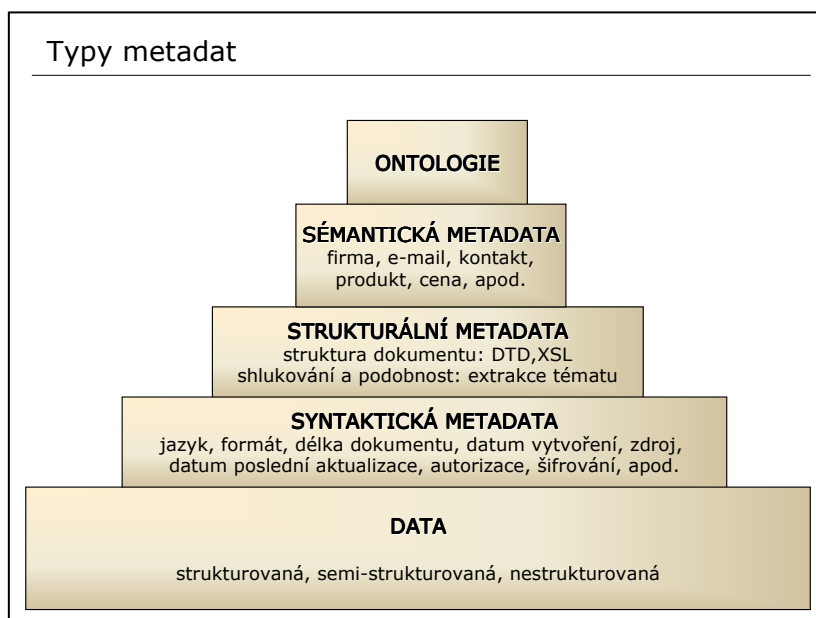 Typy metadat
ONTOLOGIE
SÉMANTICKÁ METADATA
firma, e-mail, kontakt,
produkt, cena, apod.
STRUKTURÁLNÍ METADATA
struktura dokumentu: DTD,XSL
shlukování a podobnost: extrakce tématu
SYNTAKTICKÁ METADATA
jazyk, formát, délka dokumentu, datum vytvoření, zdroj,
datum poslední aktualizace, autorizace, šifrování, apod.
DATA
strukturovaná, semi-strukturovaná, nestrukturovaná